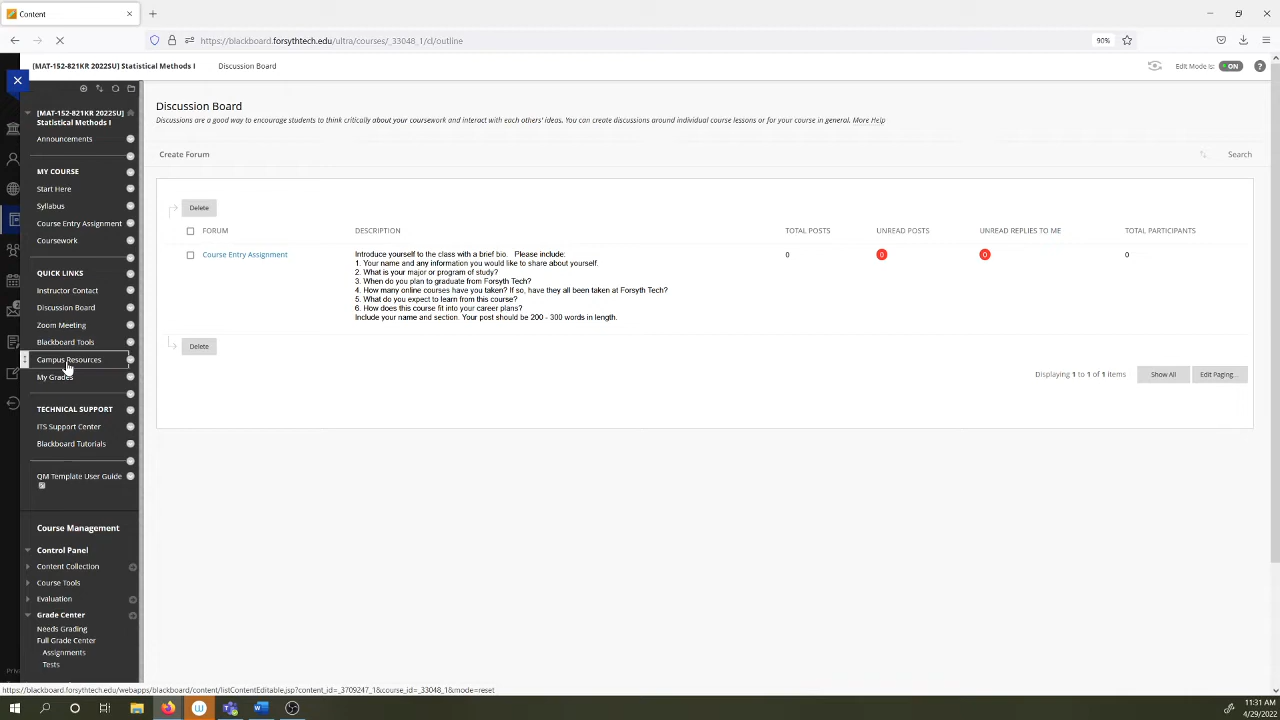 Content
https://blackboard.forsythtech.edu/ultra/courses/_33048_1/cl/outline
90%
[MAT-152-821KR 2022SU] Statistical Methods I
Discussion Board
Edit Mode is:
ON
?
[MAT-152-821KR 2022SU]
Statistical Methods I
Announcements
MY COURSE
Start Here
Syllabus
Course Entry Assignment
Coursework
QUICK LINKS
Instructor Contact
Discussion Board
Zoom Meeting
Blackboard Tools
Campus Resources
My Grades
TECHNICAL SUPPORT
ITS Support Center
Blackboard Tutorials
QM Template User Guide
Course Management
Control Panel
Content Collection
Course Tools
Evaluation
Grade Center
Needs Grading
Full Grade Center
Assignments
Tests
Discussion Board
Discussions are a good way to encourage students to think critically about your coursework and interact with each others' ideas. You can create discussions around individual course lessons or for your course in general. More Help
Create Forum
Search
Delete
FORUM
DESCRIPTION
TOTAL POSTS
UNREAD POSTS
UNREAD REPLIES TO ME
TOTAL PARTICIPANTS
Course Entry Assignment
Introduce yourself to the class with a brief bio. Please include:
1. Your name and any information you would like to share about yourself.
2. What is your major or program of study?
3. When do you plan to graduate from Forsyth Tech?
4. How many online courses have you taken? If so, have they all been taken at Forsyth Tech?
5. What do you expect to learn from this course?
6. How does this course fit into your career plans?
Include your name and section. Your post should be 200 - 300 words in length.
0
0
0
0
Delete
Displaying 1 to 1 of 1 items
Show All
Edit Paging...
https://blackboard.forsythtech.edu/webapps/blackboard/content/listContentEditable.jsp?content_id=_3709247_1&course_id=_33048_1&mode=reset
11:31 AM
4/29/2022